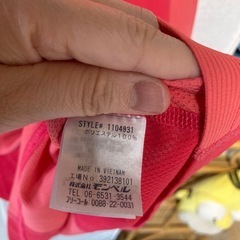 STYLE# 1104931
ポリエステル100%
MADE IN VIETNAM
工場No.392138101
株式会社モンベル
TEL 06-6531-3544
フリーコール 0088-22-0031